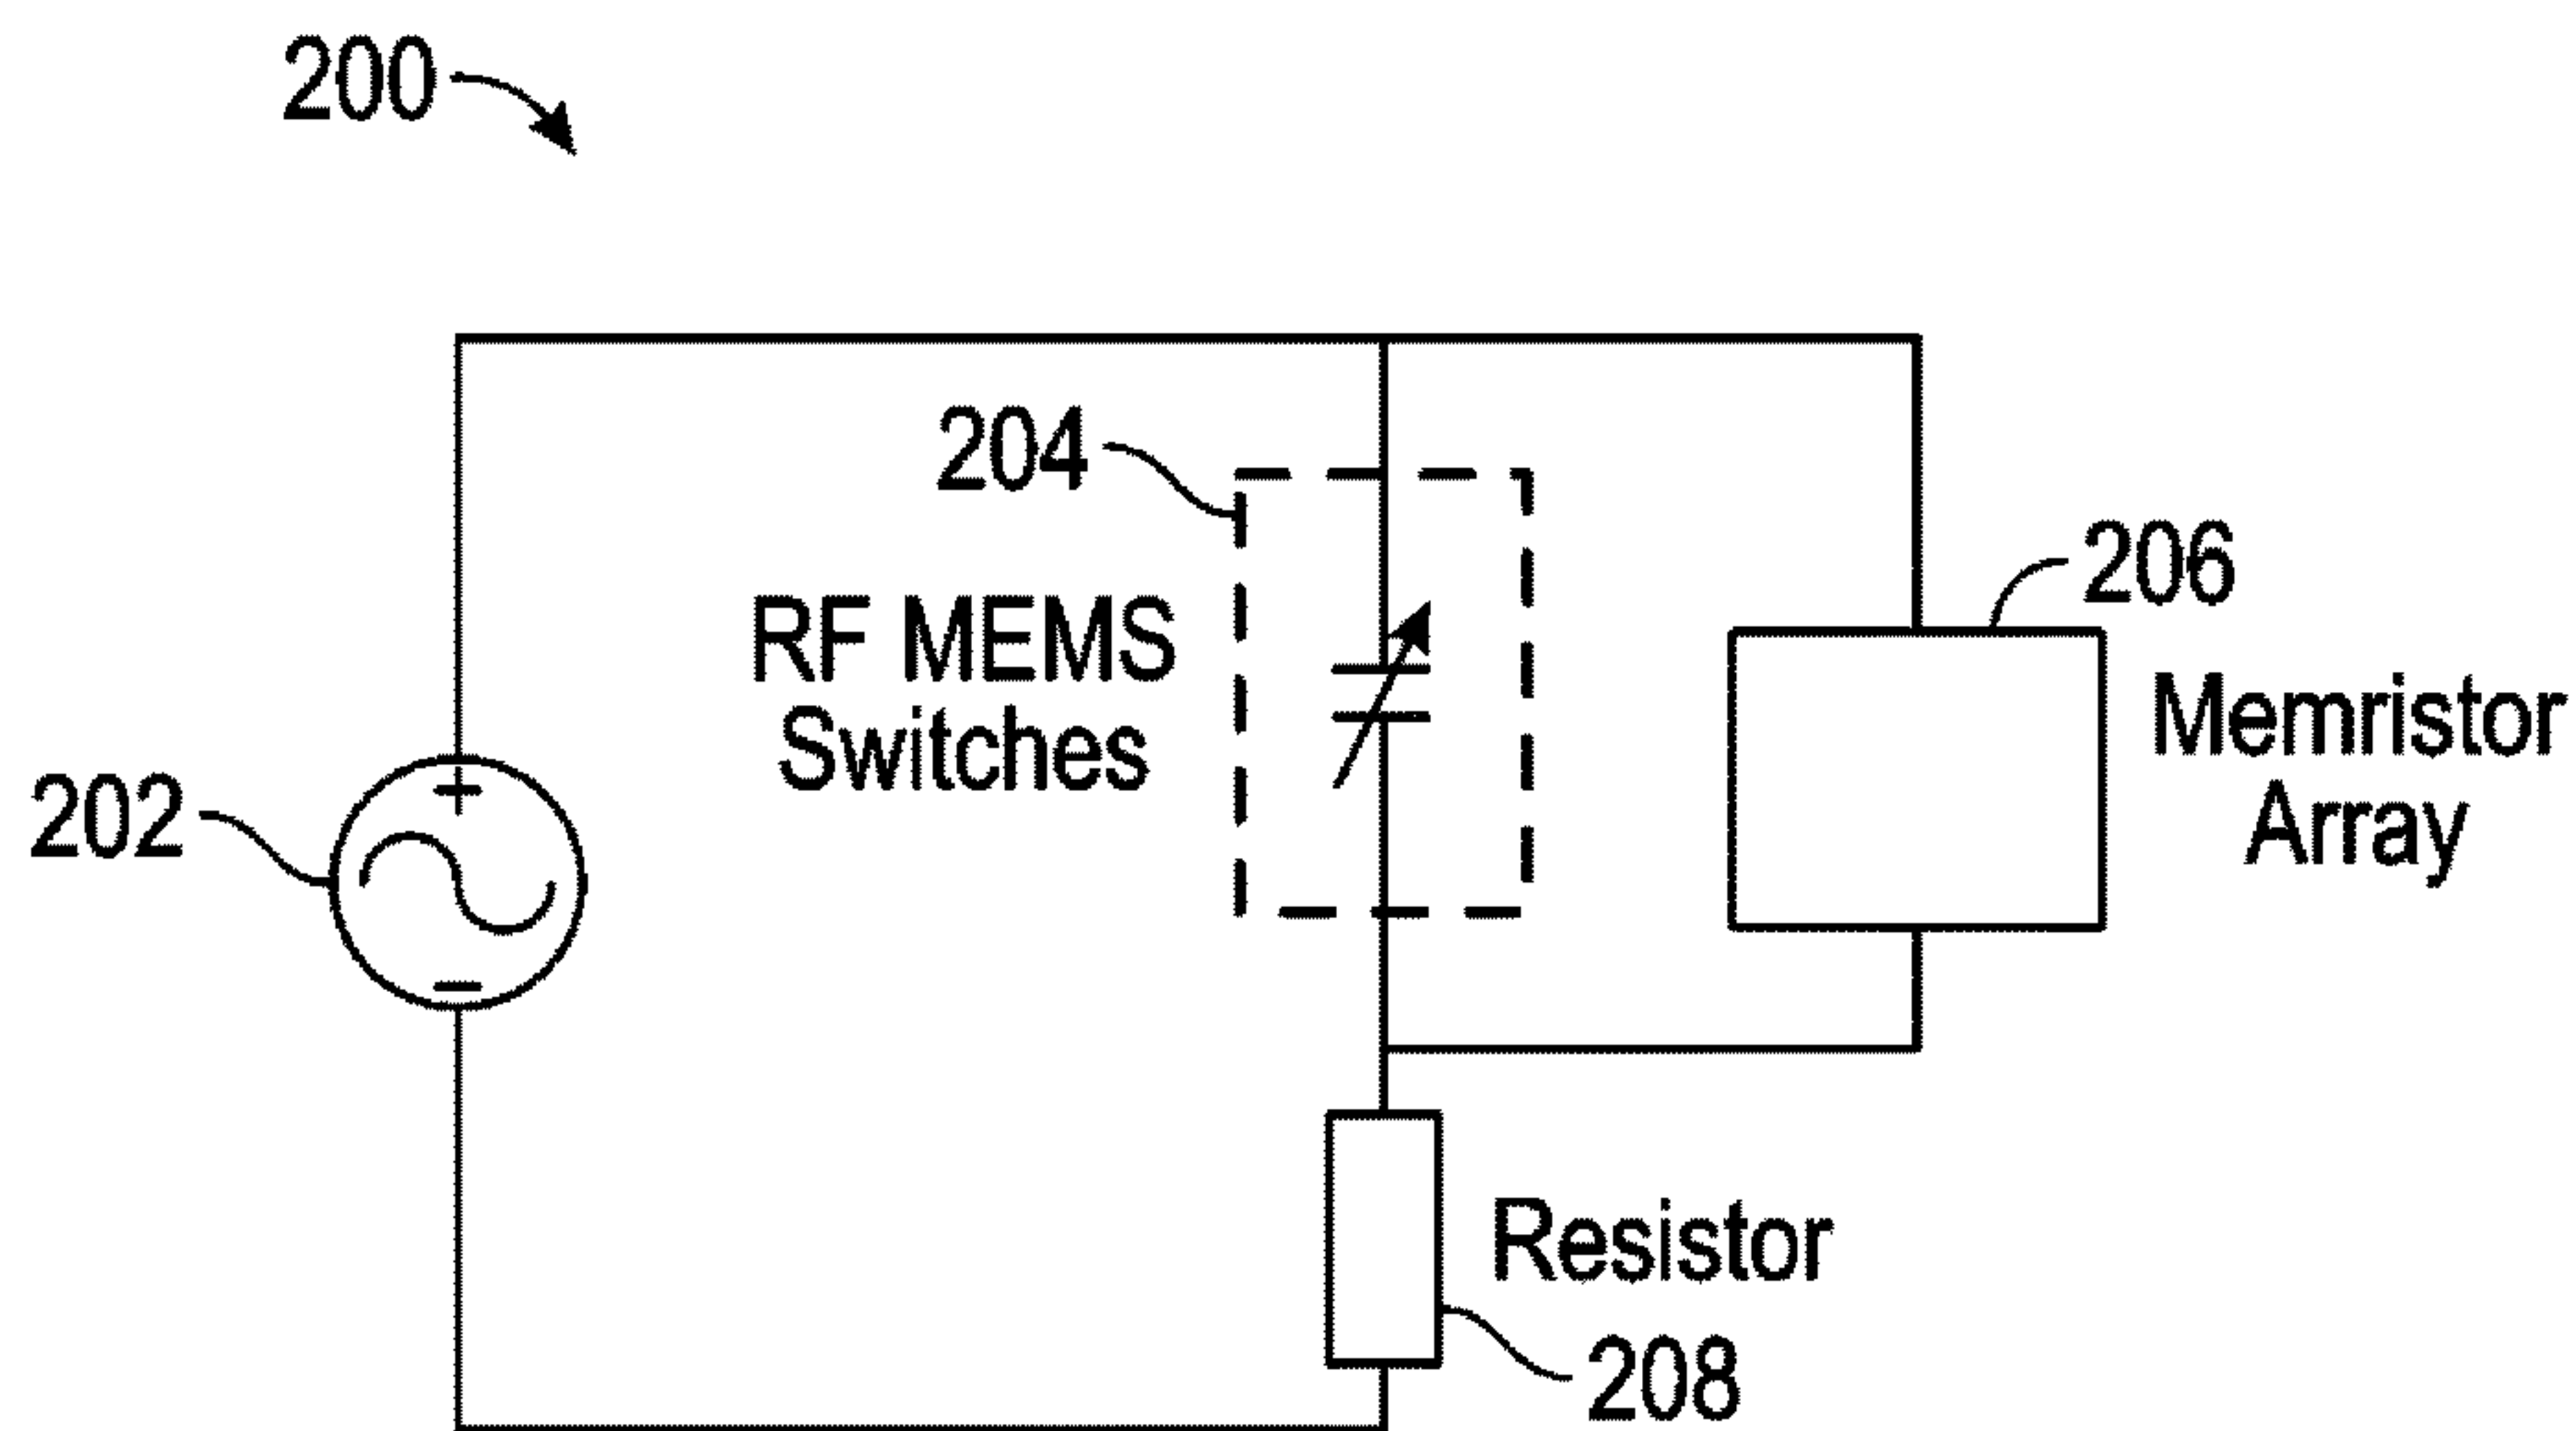 200
204
206
RF MEMS
Switches
Memristor
Array
202
+
−
Resistor
208